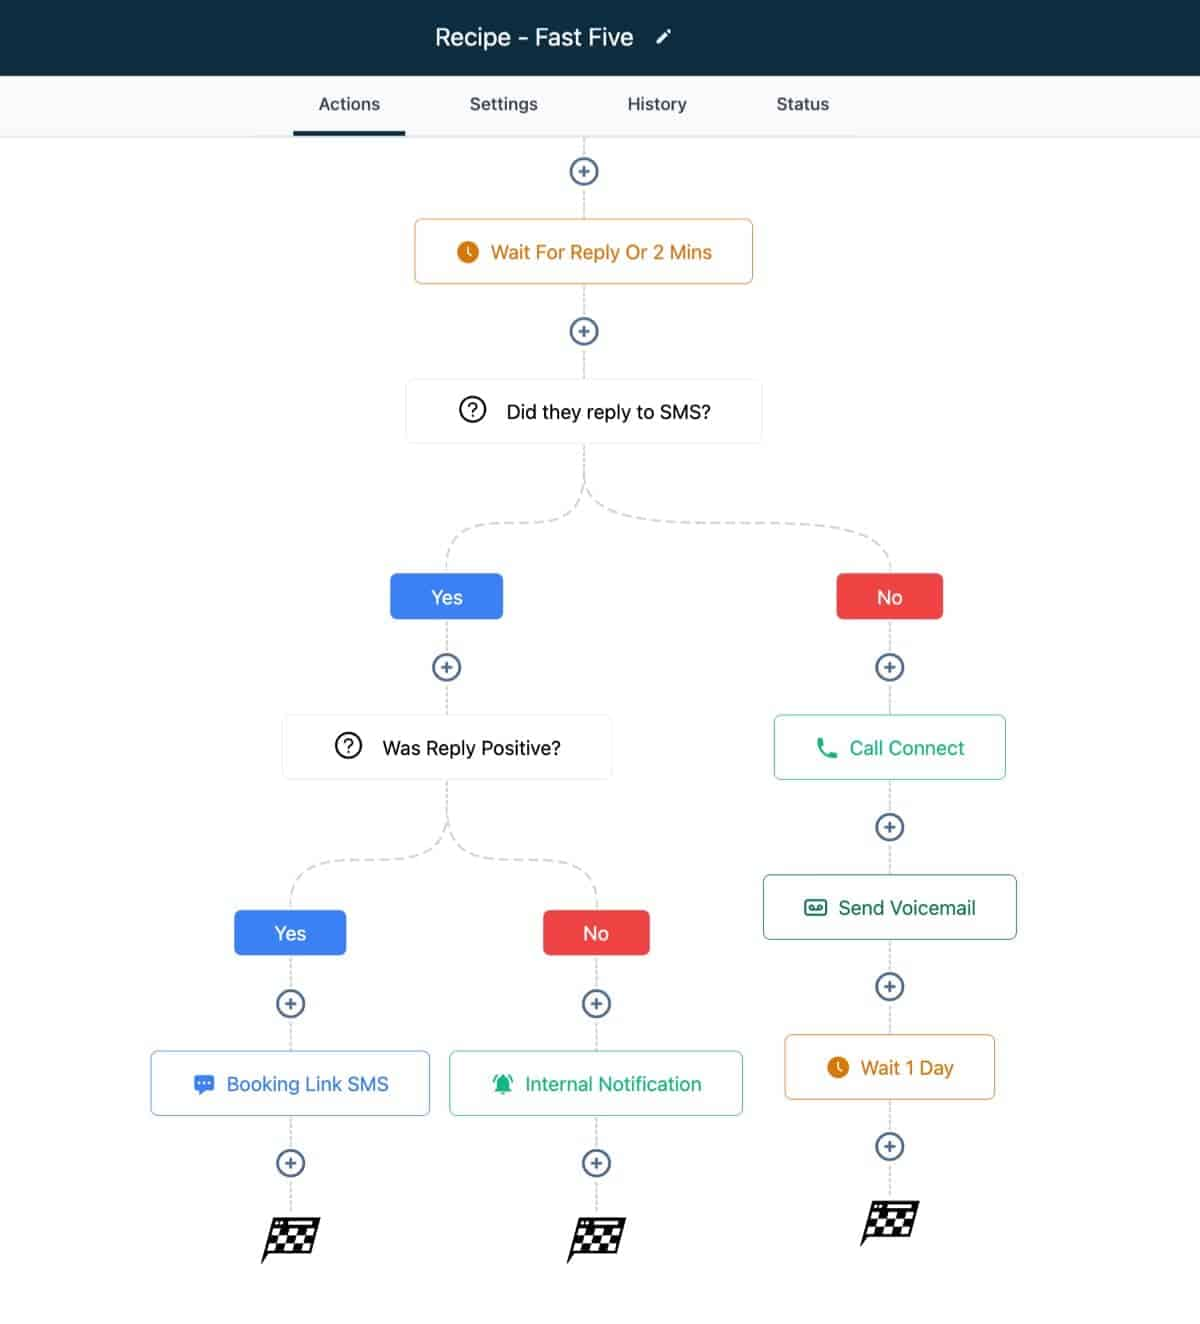 Recipe - Fast Five
Actions Settings History Status
Wait For Reply Or 2 Mins
Did they reply to SMS?
Yes No
Was Reply Positive?
Call Connect
Send Voicemail
Yes No
Wait 1 Day
Booking Link SMS
Internal Notification